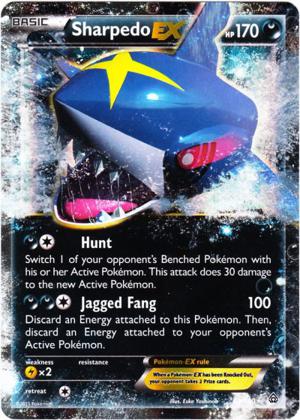 BASIC
Sharpedo EX HP 170
Hunt
Switch 1 of your opponent's Benched Pokémon with
his or her Active Pokémon. This attack does 30 damage
to the new Active Pokémon.
Jagged Fang 100
Discard an Energy attached to this Pokémon. Then,
discard an Energy attached to your opponent's
Active Pokémon.
weakness resistance
×2
retreat
Pokémon-EX rule
When a Pokémon-EX has been Knocked Out,
your opponent takes 2 Prize cards.
Illus. Eske Yoshinob